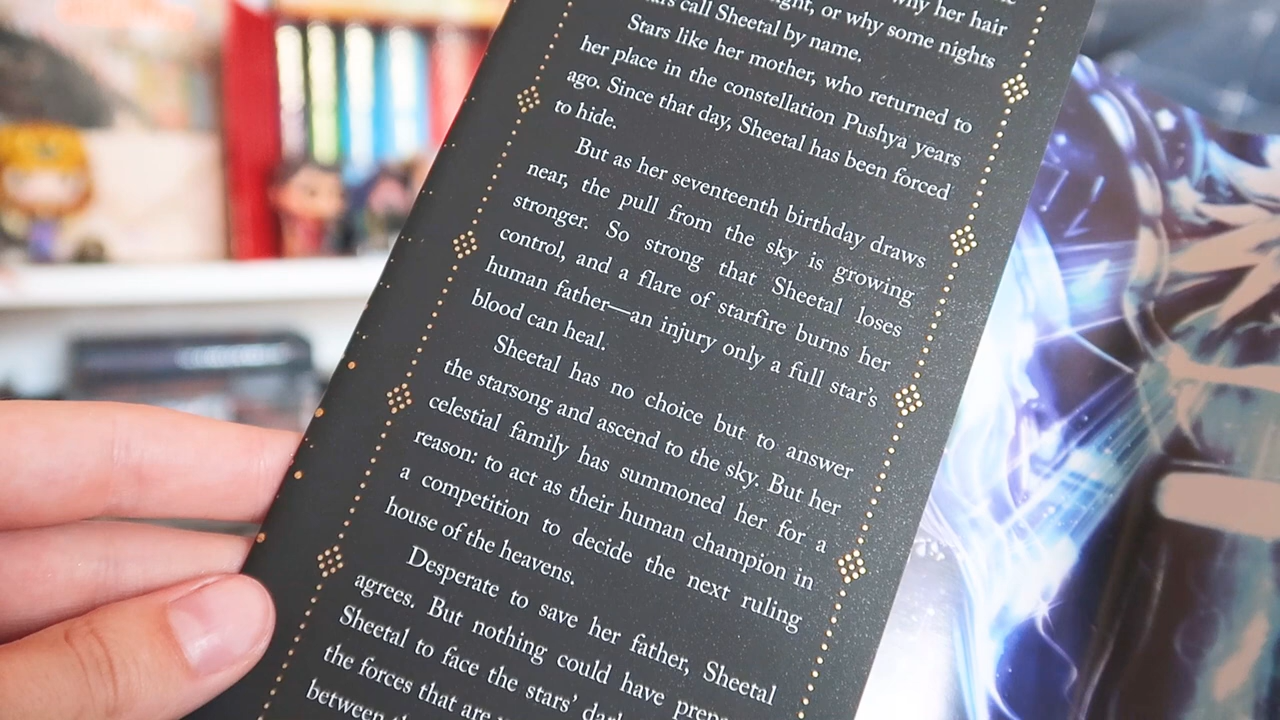 why her hair
night, or why some nights
call Sheetal by name.
Stars like her mother, who returned to
her place in the constellation Pushya years
ago. Since that day, Sheetal has been forced
to hide.
But as her seventeenth birthday draws
near, the pull from the sky is growing
stronger. So strong that Sheetal loses
control, and a flare of starfire burns her
human father—an injury only a full star's
blood can heal.
Sheetal has no choice but to answer
the starsong and ascend to the sky. But her
celestial family has summoned her for a
reason: to act as their human champion in
a competition to decide the next ruling
house of the heavens.
Desperate to save her father, Sheetal
agrees. But nothing could have
Sheetal to face the stars'
the forces that are
between